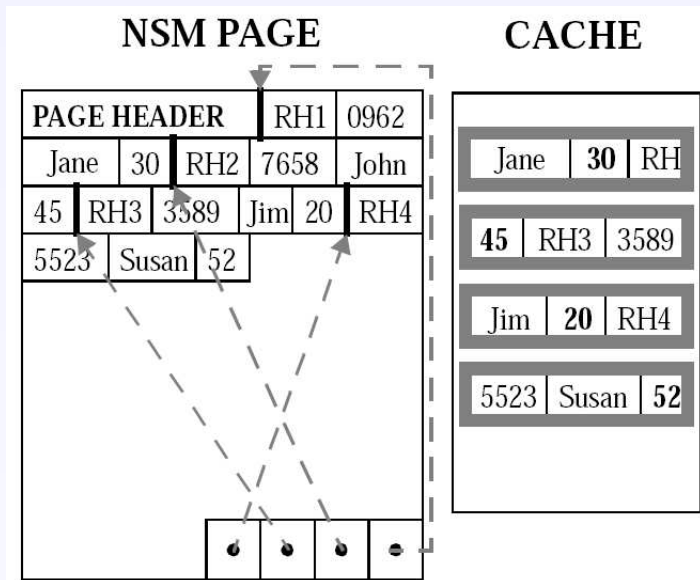 NSM PAGE
CACHE
PAGE HEADER RH1 0962
Jane 30 RH2 7658 John
45 RH3 3589 Jim 20 RH4
5523 Susan 52
Jane 30 RH
45 RH3 3589
Jim 20 RH4
5523 Susan 52